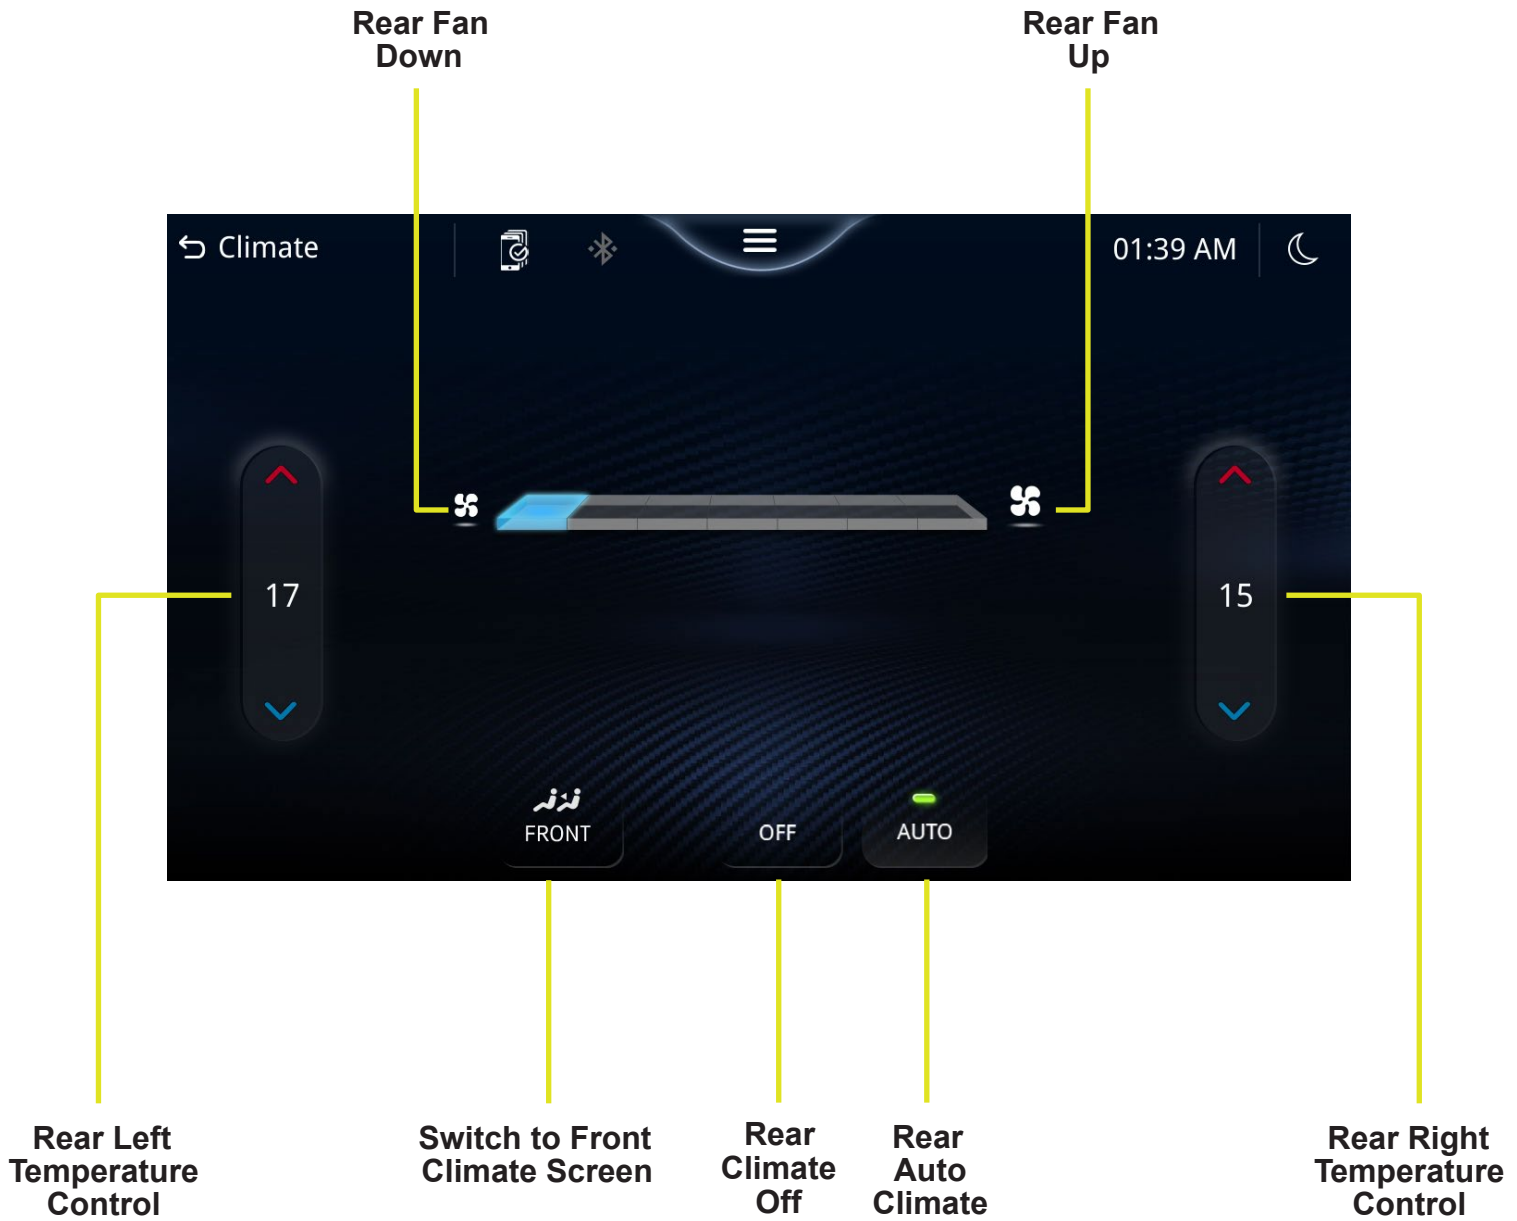 Rear Fan
Down
Rear Fan
Up
Climate
01:39 AM
17
15
FRONT
OFF
AUTO
Rear Left
Temperature
Control
Switch to Front
Climate Screen
Rear
Climate
Off
Rear
Auto
Climate
Rear Right
Temperature
Control